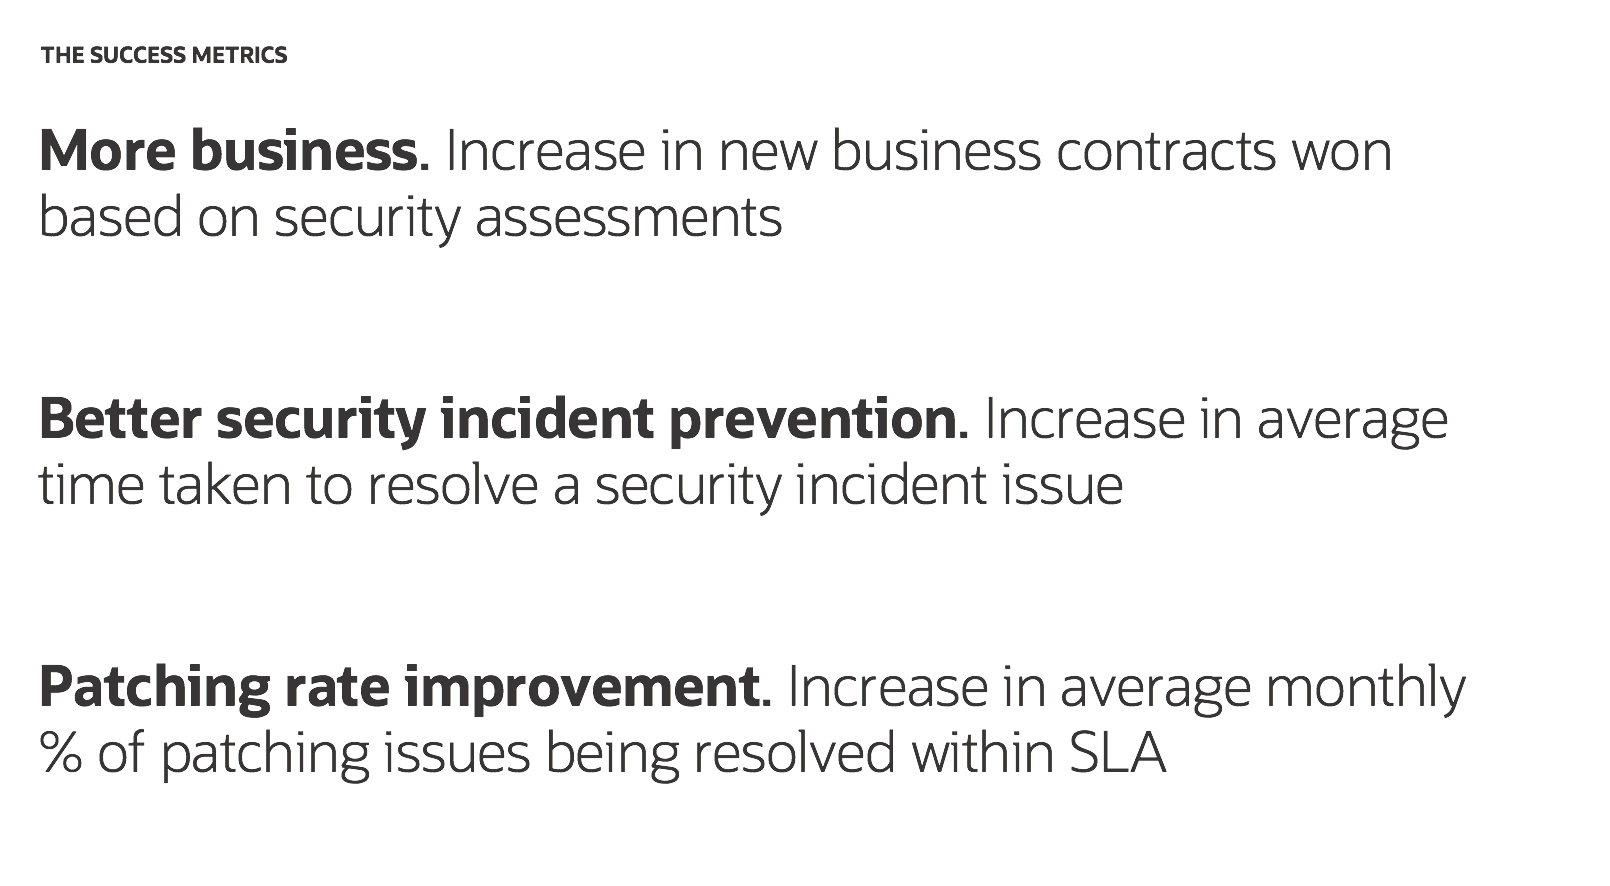 THE SUCCESS METRICS
More business. Increase in new business contracts won
based on security assessments
Better security incident prevention. Increase in average
time taken to resolve a security incident issue
Patching rate improvement. Increase in average monthly
% of patching issues being resolved within SLA